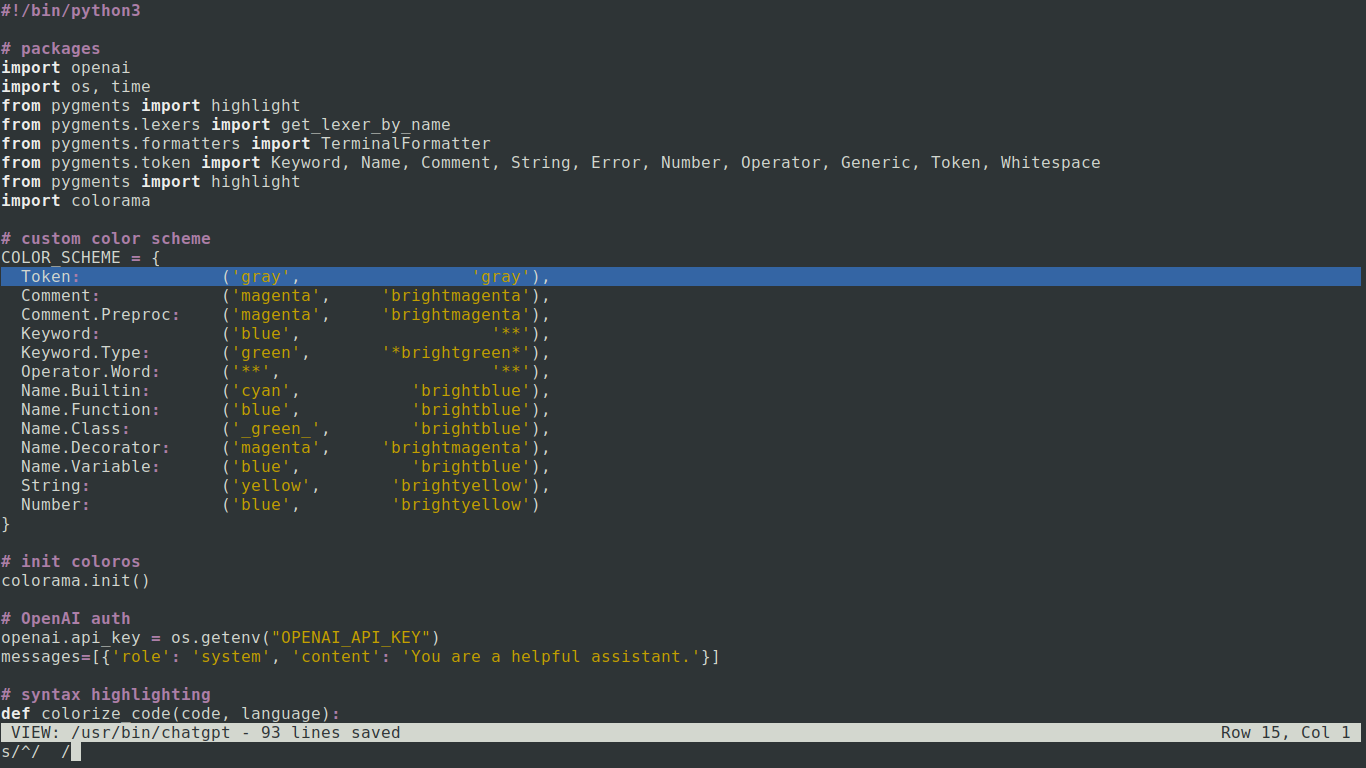 #!/bin/python3

# packages
import openai
import os, time
from pygments import highlight
from pygments.lexers import get_lexer_by_name
from pygments.formatters import TerminalFormatter
from pygments.token import Keyword, Name, Comment, String, Error, Number, Operator, Generic, Token, Whitespace
from pygments import highlight
import colorama

# custom color scheme
COLOR_SCHEME = {
  Token:              ('gray',                 'gray'),
  Comment:            ('magenta',     'brightmagenta'),
  Comment.Preproc:    ('magenta',     'brightmagenta'),
  Keyword:            ('blue',                   '**'),
  Keyword.Type:       ('green',       '*brightgreen*'),
  Operator.Word:      ('**',                     '**'),
  Name.Builtin:       ('cyan',           'brightblue'),
  Name.Function:      ('blue',           'brightblue'),
  Name.Class:         ('_green_',        'brightblue'),
  Name.Decorator:     ('magenta',     'brightmagenta'),
  Name.Variable:      ('blue',           'brightblue'),
  String:             ('yellow',       'brightyellow'),
  Number:             ('blue',         'brightyellow')
}

# init coloros
colorama.init()

# OpenAI auth
openai.api_key = os.getenv("OPENAI_API_KEY")
messages=[{'role': 'system', 'content': 'You are a helpful assistant.'}]

# syntax highlighting
def colorize_code(code, language):
VIEW: /usr/bin/chatgpt - 93 lines saved Row 15, Col 1
s/^/  /